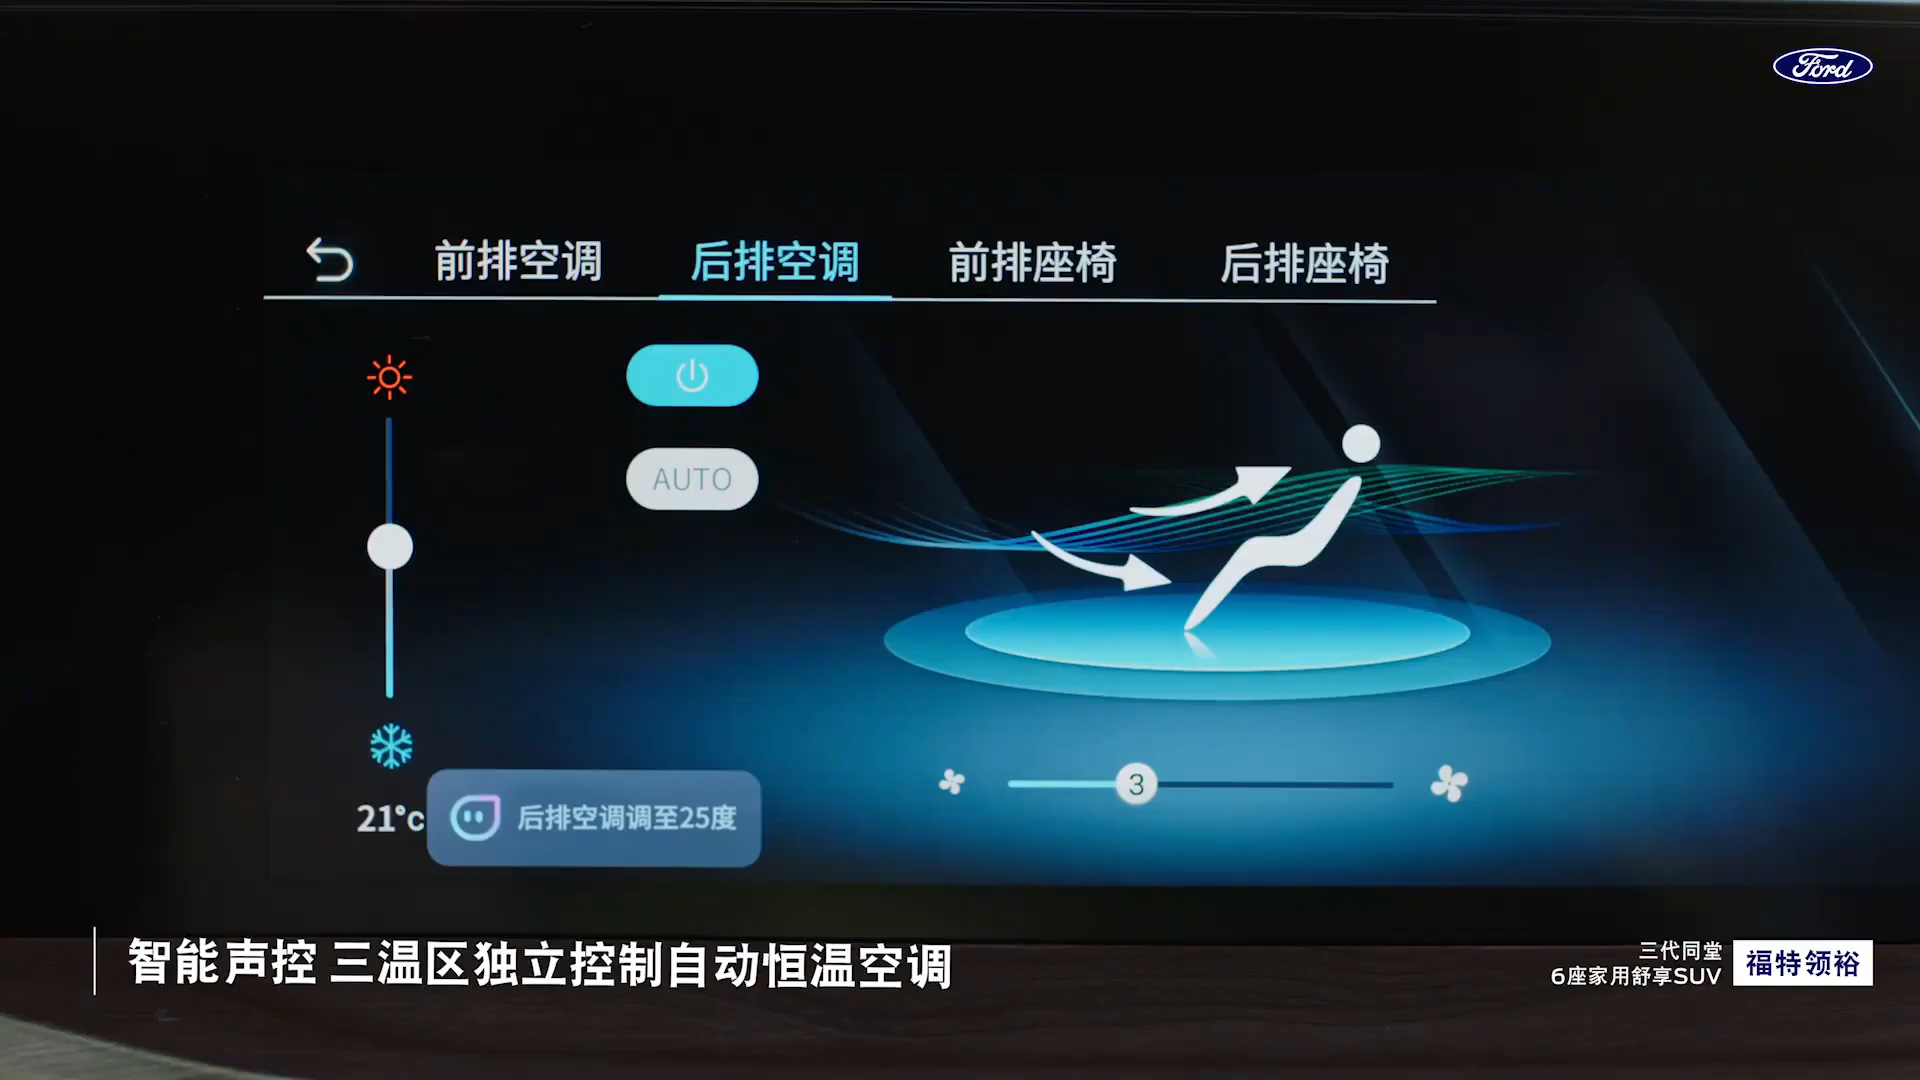 Ford
前排空调 后排空调 前排座椅 后排座椅
AUTO
3
21°c
后排空调调至25度
智能声控 三温区独立控制自动恒温空调
三代同堂
6座家用舒享SUV
福特领裕